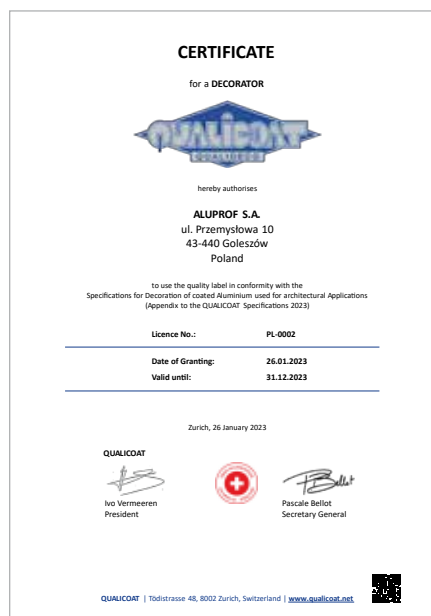 CERTIFICATE
for a DECORATOR
QUALICOAT
hereby authorises
ALUPROF S.A.
ul. Przemysłowa 10
43-440 Goleszów
Poland
to use the quality label in conformity with the
Specifications for Decoration of coated Aluminium used for architectural Applications
(Appendix to the QUALICOAT Specifications 2023)
Licence No.: PL-0002
Date of Granting: 26.01.2023
Valid until: 31.12.2023
Zurich, 26 January 2023
QUALICOAT
Ivo Vermeeren
President
Pascale Bellot
Secretary General
QUALICOAT | Tödistrasse 48, 8002 Zurich, Switzerland | www.qualicoat.net